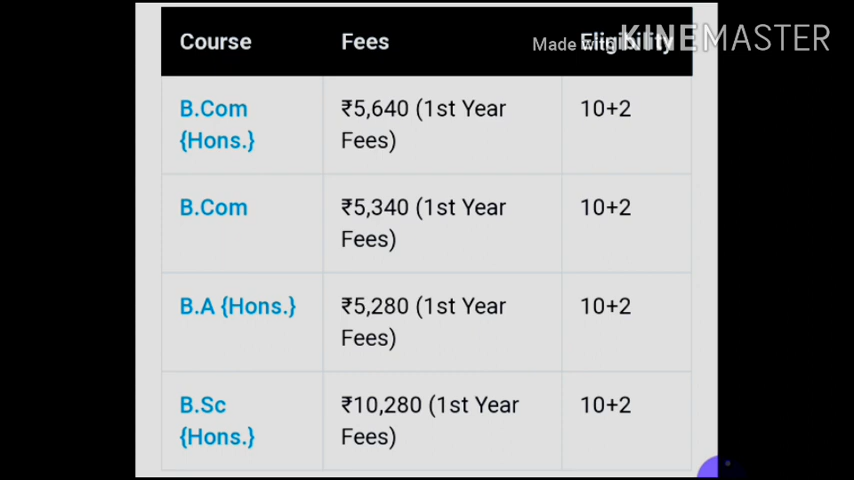 Course Fees Eligibility
Made with KINEMASTER
B.Com ₹5,640 (1st Year 10+2
{Hons.} Fees)
B.Com ₹5,340 (1st Year 10+2
Fees)
B.A {Hons.} ₹5,280 (1st Year 10+2
Fees)
B.Sc ₹10,280 (1st Year 10+2
{Hons.} Fees)